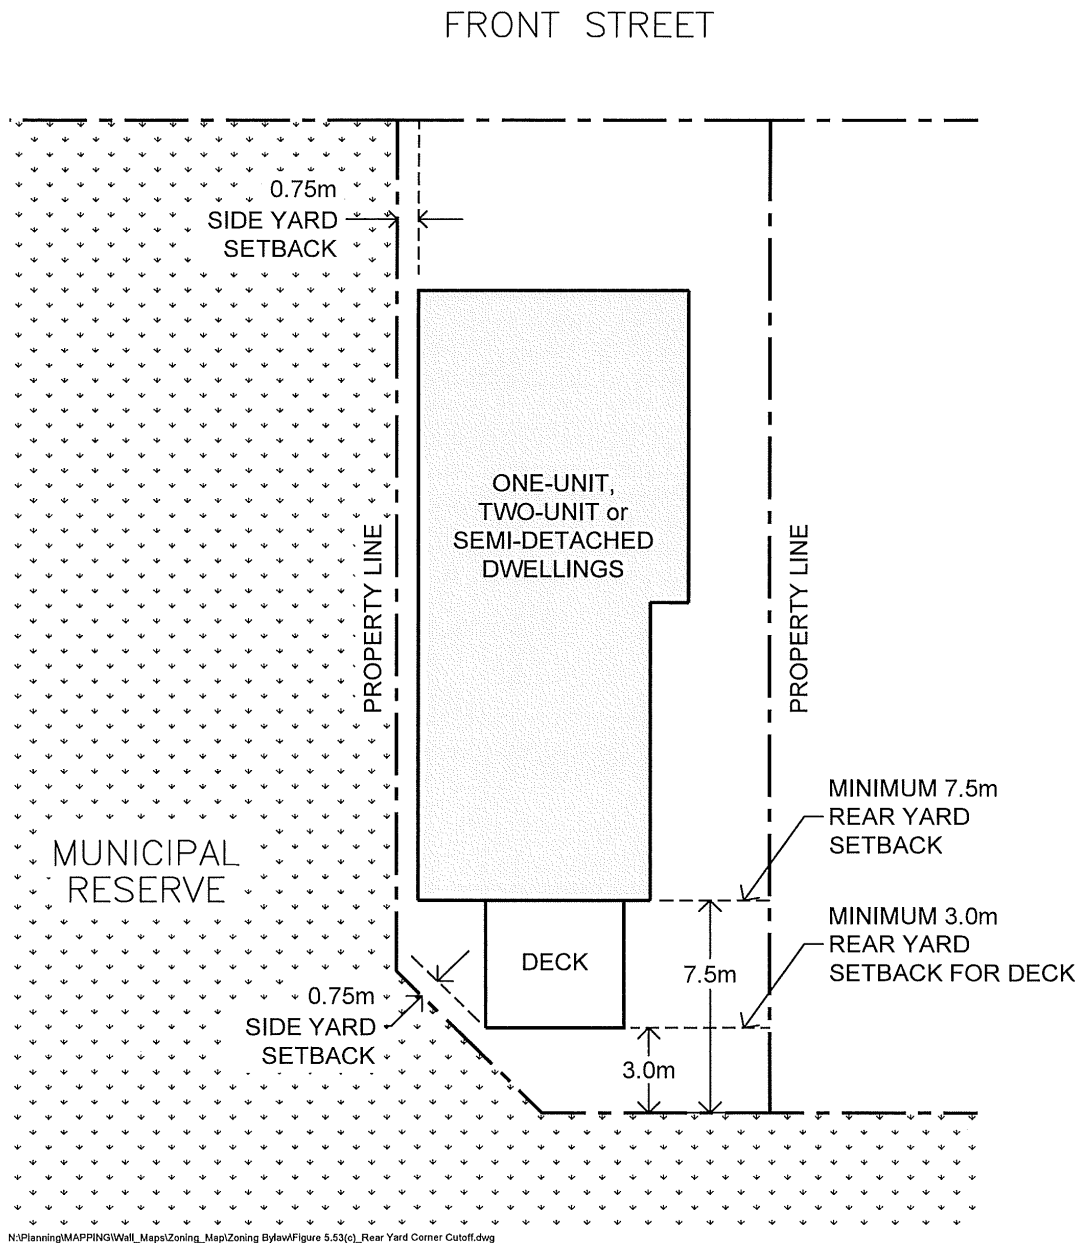 FRONT STREET
0.75m
SIDE YARD
SETBACK
ONE-UNIT,
TWO-UNIT or
SEMI-DETACHED
DWELLINGS
PROPERTY LINE
PROPERTY LINE
MINIMUM 7.5m
REAR YARD
SETBACK
MUNICIPAL
RESERVE
MINIMUM 3.0m
REAR YARD
SETBACK FOR DECK
DECK
7.5m
0.75m
SIDE YARD
SETBACK
3.0m
N:\Planning\MAPPING\Wall_Maps\Zoning_Map\Zoning Bylaw\Figure 5.53(c)_Rear Yard Corner Cutoff.dwg